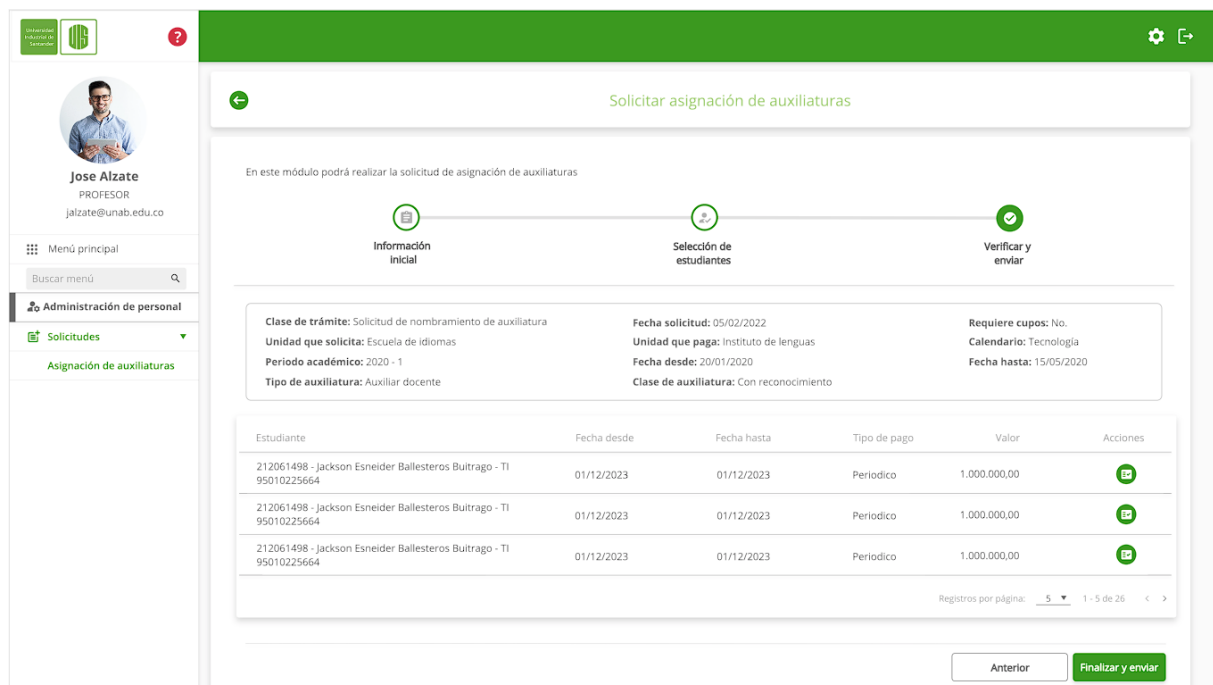 Universidad
Industrial de
Santander
UIS
?
Solicitar asignación de auxiliaturas
Jose Alzate
PROFESOR
jalzate@unab.edu.co
Menú principal
Buscar menú
Administración de personal
Solicitudes
Asignación de auxiliaturas
En este módulo podrá realizar la solicitud de asignación de auxiliaturas
Información
inicial
Selección de
estudiantes
Verificar y
enviar
Clase de trámite: Solicitud de nombramiento de auxiliatura
Unidad que solicita: Escuela de idiomas
Periodo académico: 2020 - 1
Tipo de auxiliatura: Auxiliar docente
Fecha solicitud: 05/02/2022
Unidad que paga: Instituto de lenguas
Fecha desde: 20/01/2020
Clase de auxiliatura: Con reconocimiento
Requiere cupos: No.
Calendario: Tecnología
Fecha hasta: 15/05/2020
Estudiante Fecha desde Fecha hasta Tipo de pago Valor Acciones
212061498 - Jackson Esneider Ballesteros Buitrago - TI
95010225664 01/12/2023 01/12/2023 Periodico 1.000.000,00
212061498 - Jackson Esneider Ballesteros Buitrago - TI
95010225664 01/12/2023 01/12/2023 Periodico 1.000.000,00
212061498 - Jackson Esneider Ballesteros Buitrago - TI
95010225664 01/12/2023 01/12/2023 Periodico 1.000.000,00
Registros por página: 5 1 - 5 de 26
Anterior Finalizar y enviar